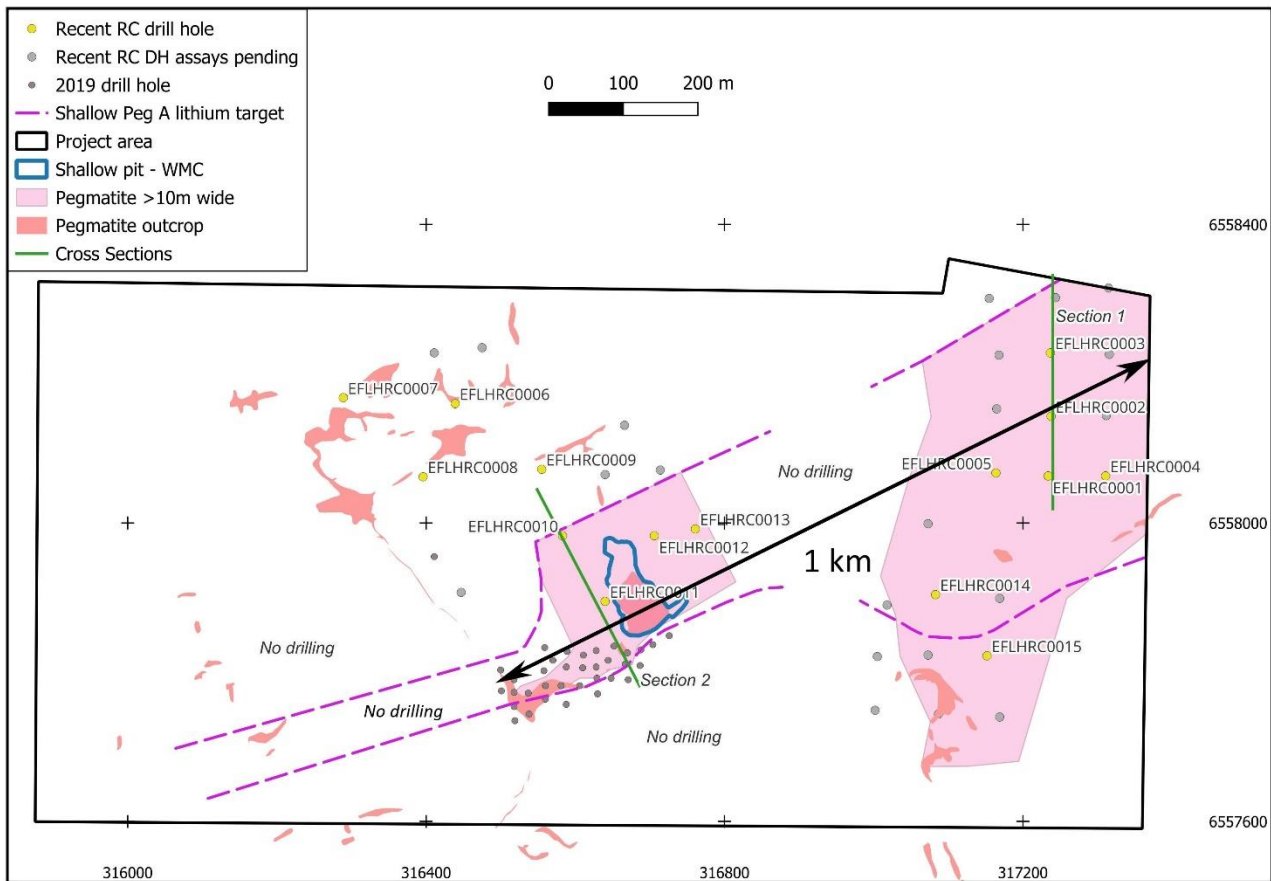 Recent RC drill hole
Recent RC DH assays pending
2019 drill hole
Shallow Peg A lithium target
Project area
Shallow pit - WMC
Pegmatite >10m wide
Pegmatite outcrop
Cross Sections
0 100 200 m
6558400
Section 1
EFLHRC0003
EFLHRC0007
EFLHRC0006
EFLHRC0002
EFLHRC0008
EFLHRC0009
No drilling
EFLHRC0005
EFLHRC0004
EFLHRC0001
EFLHRC0010
EFLHRC0013
6558000
EFLHRC0012
1 km
EFLHRC0011
EFLHRC0014
No drilling
EFLHRC0015
Section 2
No drilling
No drilling
6557600
316000 316400 316800 317200